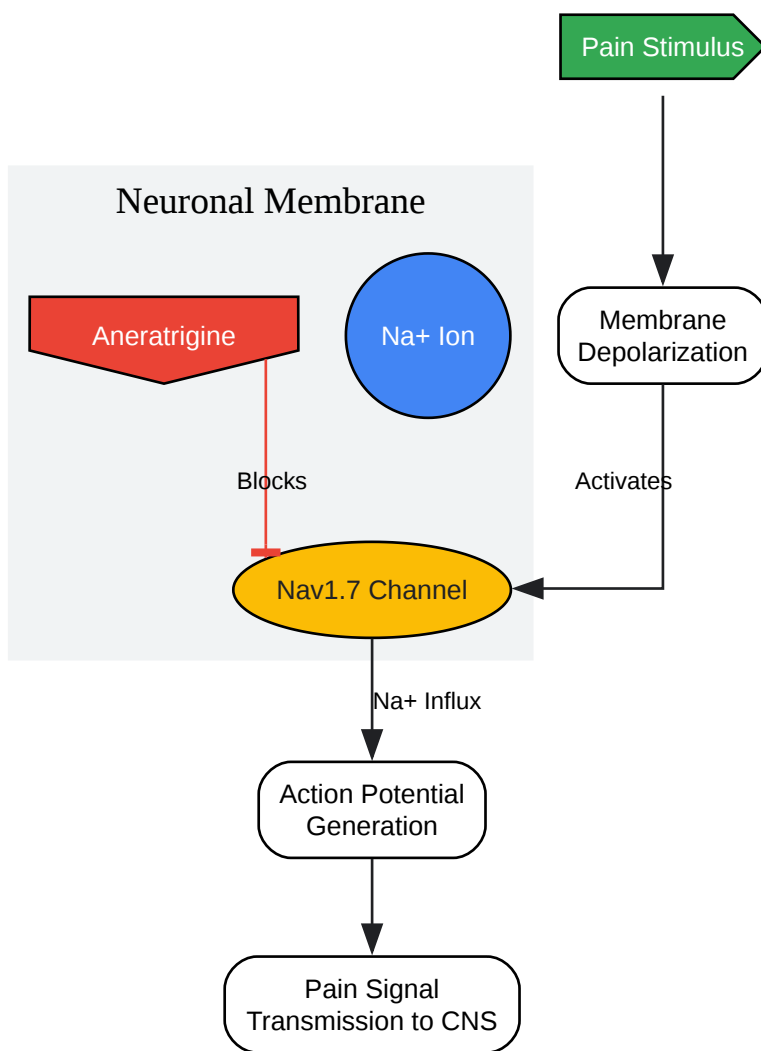 Pain Stimulus
Neuronal Membrane
Aneratrigine
Na+ Ion
Membrane
Depolarization
Blocks
Activates
Nav1.7 Channel
Na+ Influx
Action Potential
Generation
Pain Signal
Transmission to CNS